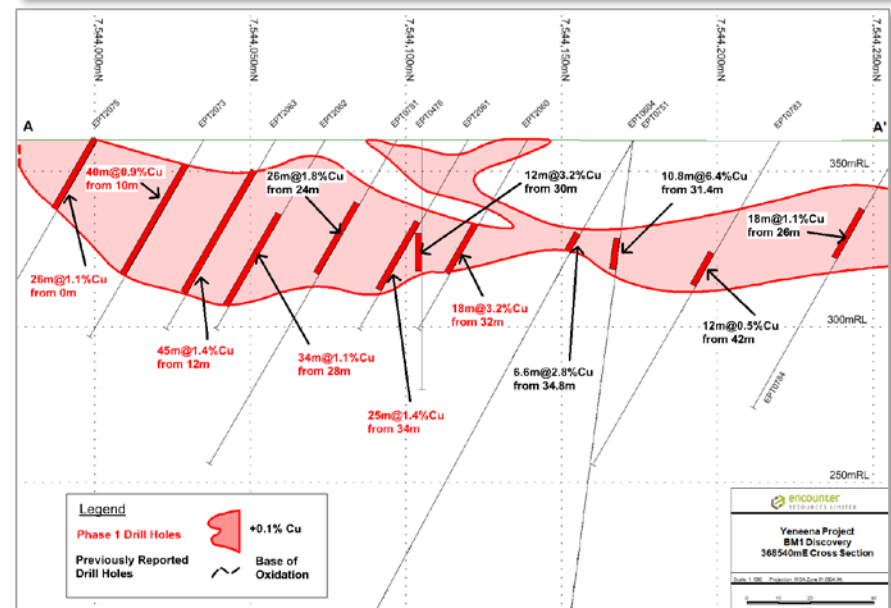 7,544,000mN
7,544,050mN
7,544,100mN
7,544,150mN
7,544,200mN
7,544,250mN
EPT2075
EPT2073
EPT2063
EPT2062
EPT0781
EPT0478
EPT2061
EPT2060
EPT0604
EPT0751
EPT0783
A
A'
350mRL
300mRL
250mRL
40m@0.9%Cu
from 10m
26m@1.8%Cu
from 24m
12m@3.2%Cu
from 30m
10.8m@6.4%Cu
from 31.4m
18m@1.1%Cu
from 26m
26m@1.1%Cu
from 0m
45m@1.4%Cu
from 12m
34m@1.1%Cu
from 28m
25m@1.4%Cu
from 34m
18m@3.2%Cu
from 32m
6.6m@2.8%Cu
from 34.8m
12m@0.5%Cu
from 42m
EPT0784
Legend
Phase 1 Drill Holes
+0.1% Cu
Previously Reported
Drill Holes
Base of
Oxidation
encounter
RESOURCES LIMITED
Yeneena Project
BM1 Discovery
368540mE Cross Section